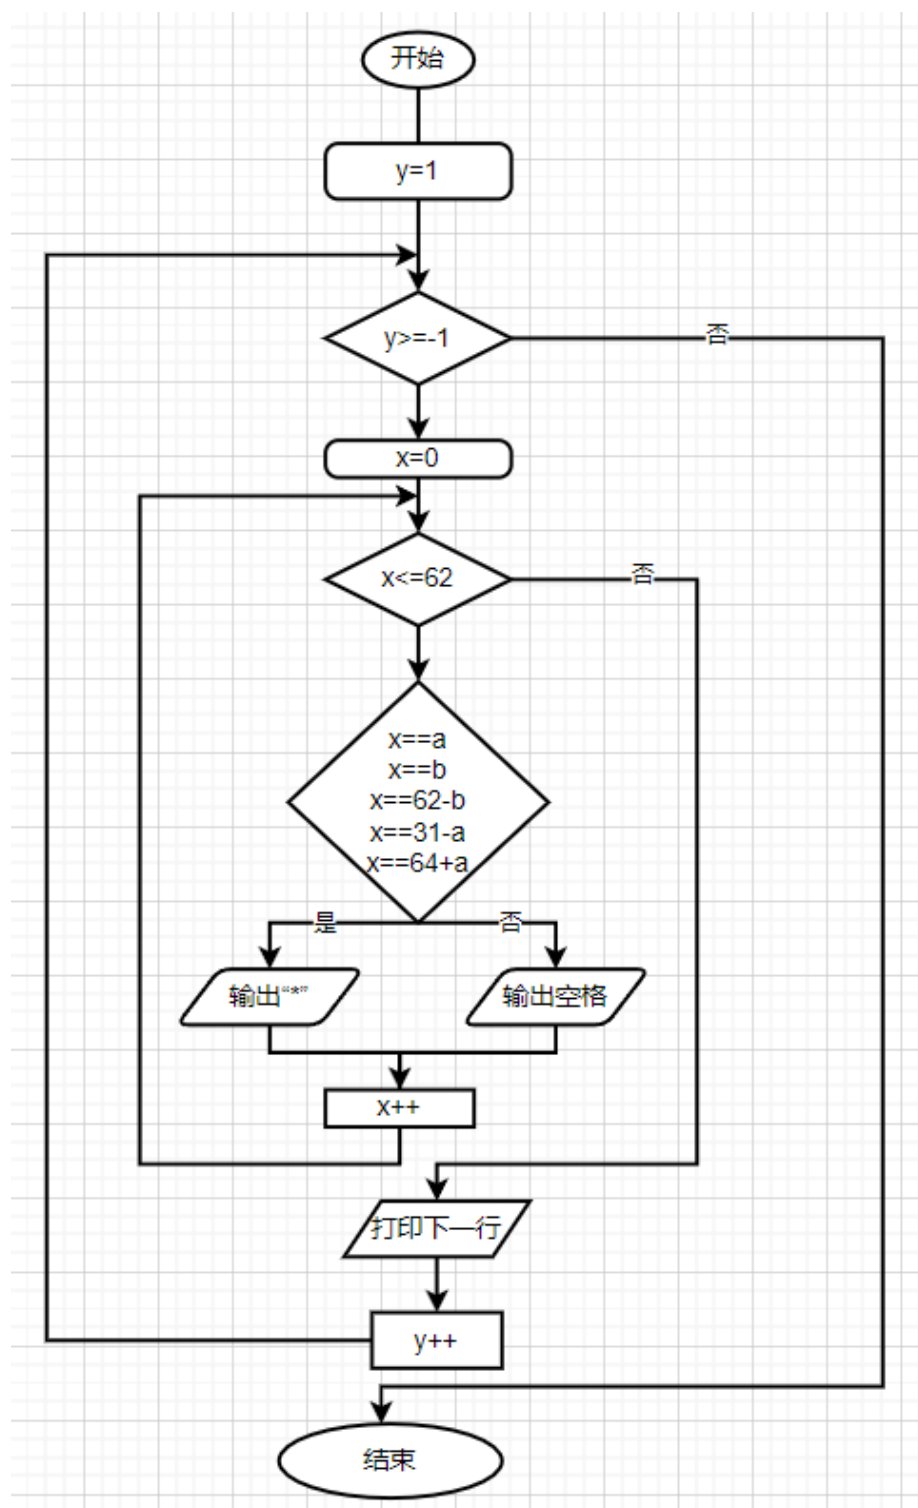 开始
y=1
y>=-1
否
x=0
x<=62
否
x==a
x==b
x==62-b
x==31-a
x==64+a
是
否
输出“*”
输出空格
x++
打印下一行
y++
结束